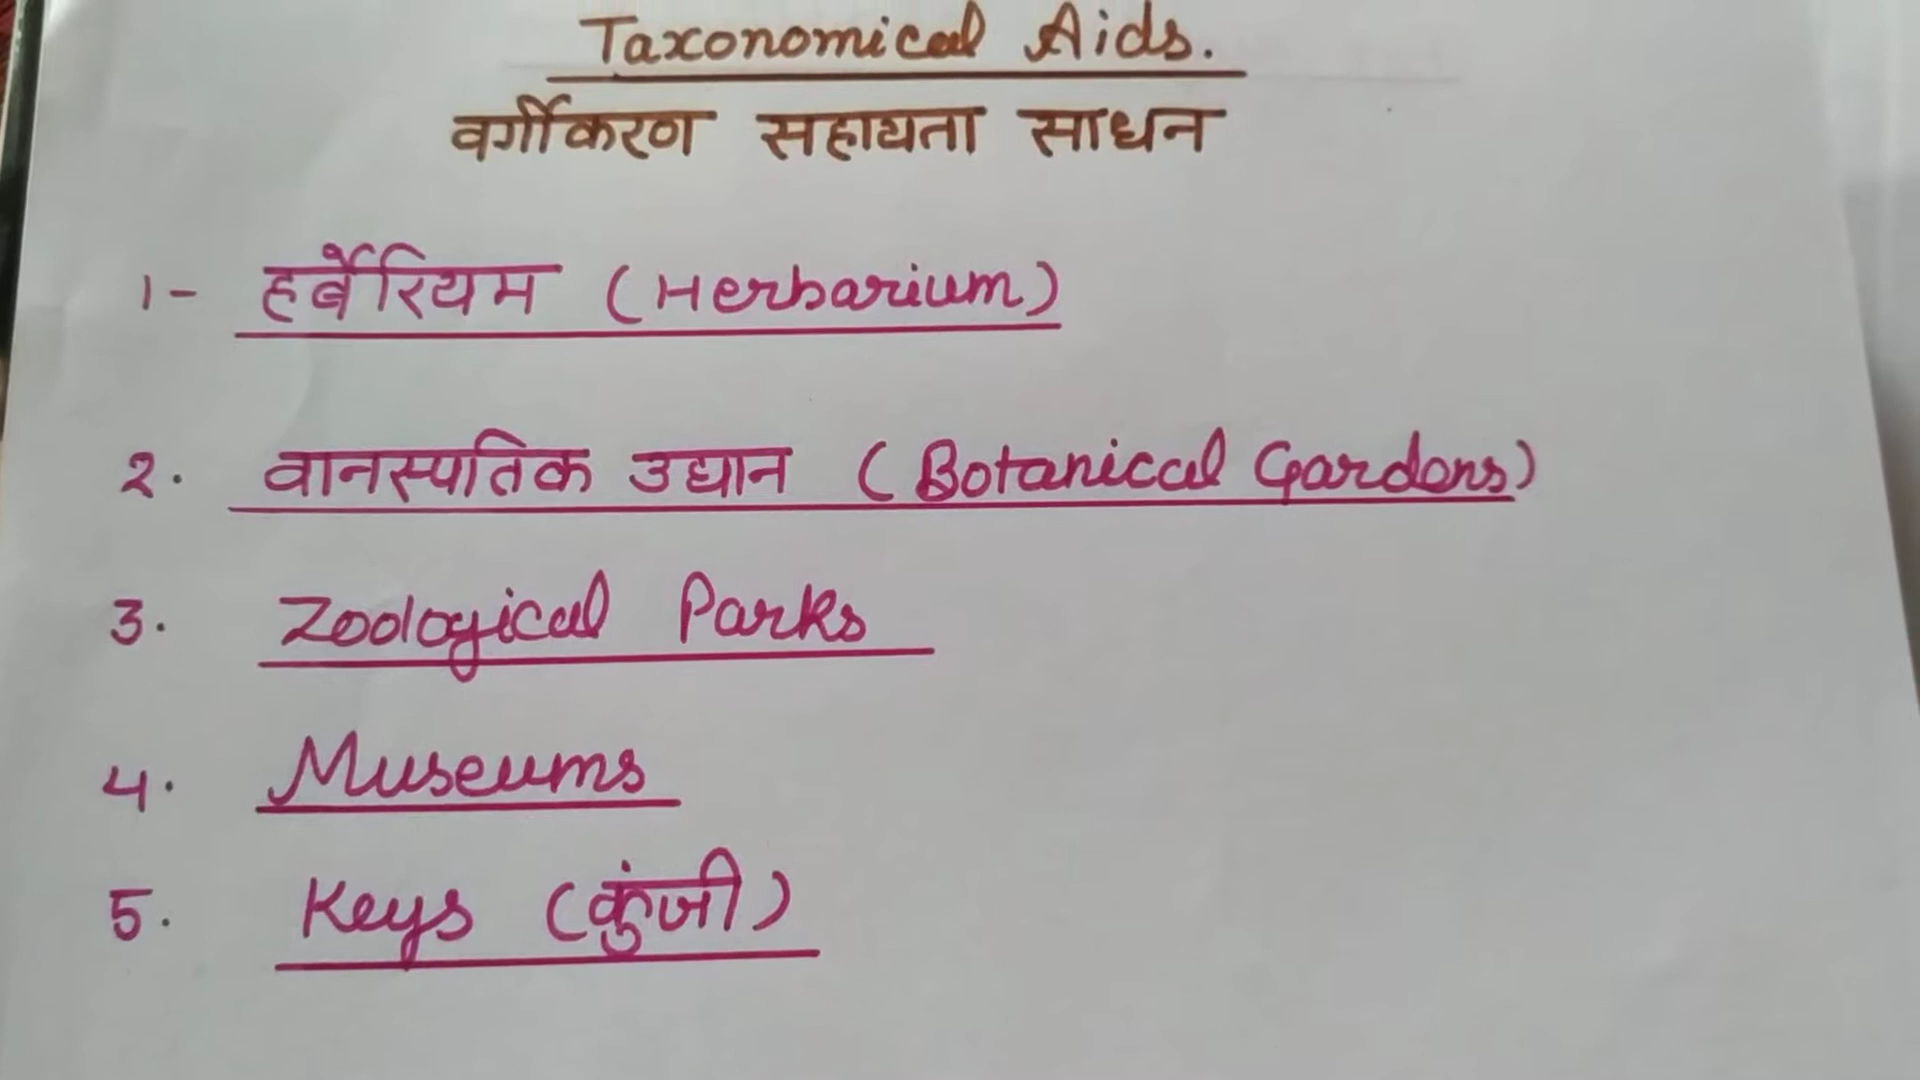 Taxonomical Aids.
वर्गीकरण सहायता साधन
1- हर्बेरियम (Herbarium)
2. वानस्पतिक उद्यान (Botanical Gardens)
3. Zoological Parks
4. Museums
5. Keys (कुंजी)